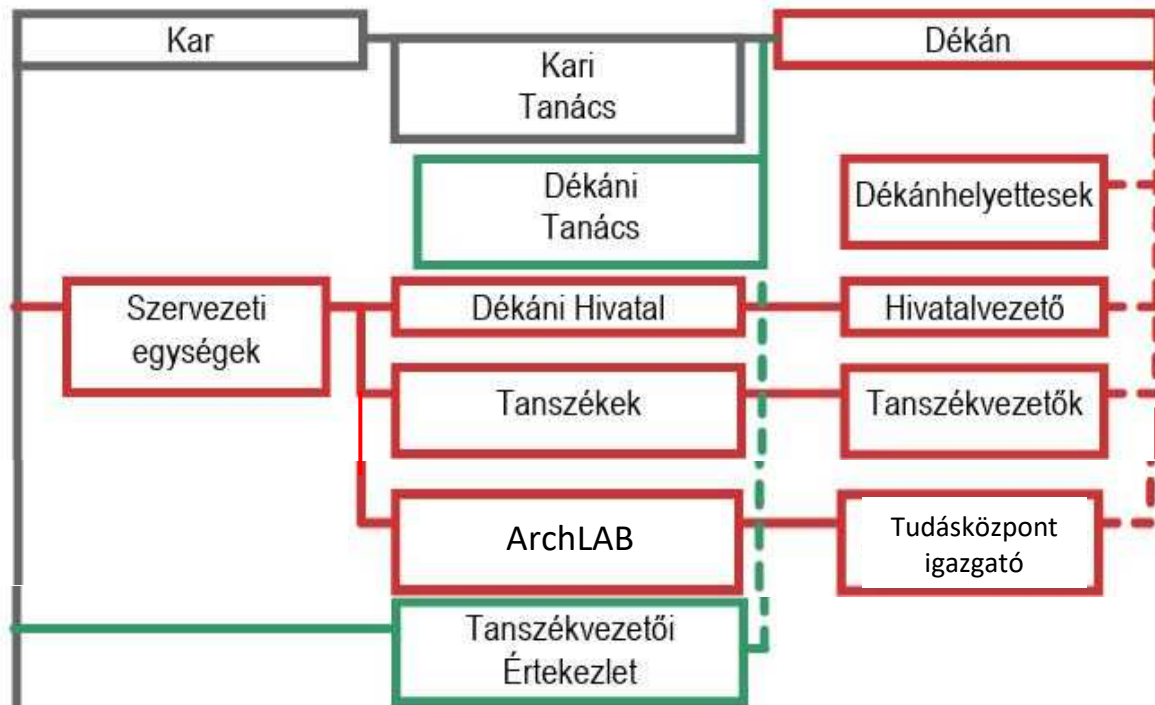 Kar
Kari
Tanács
Dékán
Dékáni
Tanács
Dékánhelyettesek
Szervezeti
egységek
Dékáni Hivatal
Hivatalvezető
Tanszékek
Tanszékvezetők
ArchLAB
Tudásközpont
igazgató
Tanszékvezetői
Értekezlet